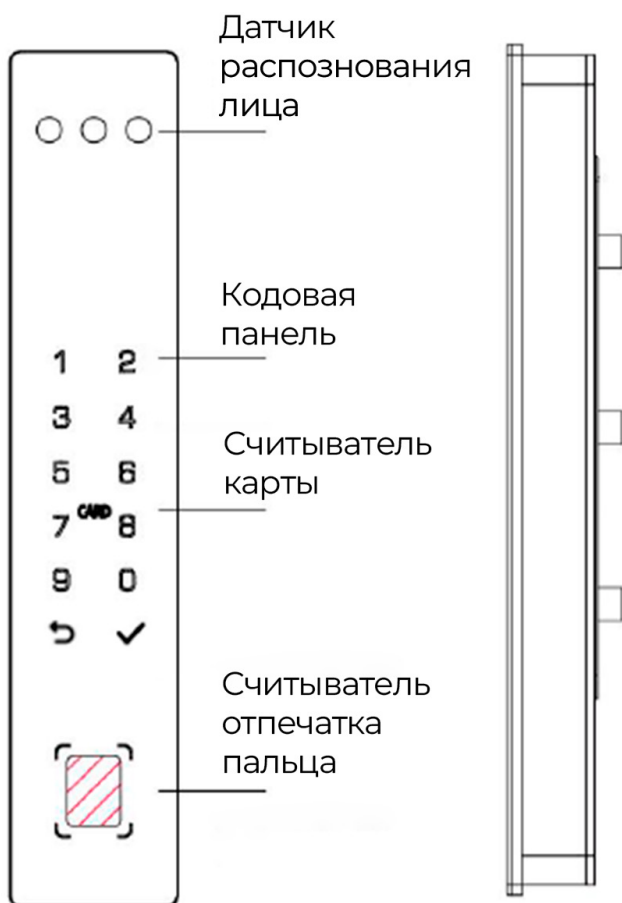 Датчик
распознования
лица
Кодовая
панель
1 2
3 4
Считыватель
карты
5 6
CARD
7 8
9 0
Считыватель
отпечатка
пальца